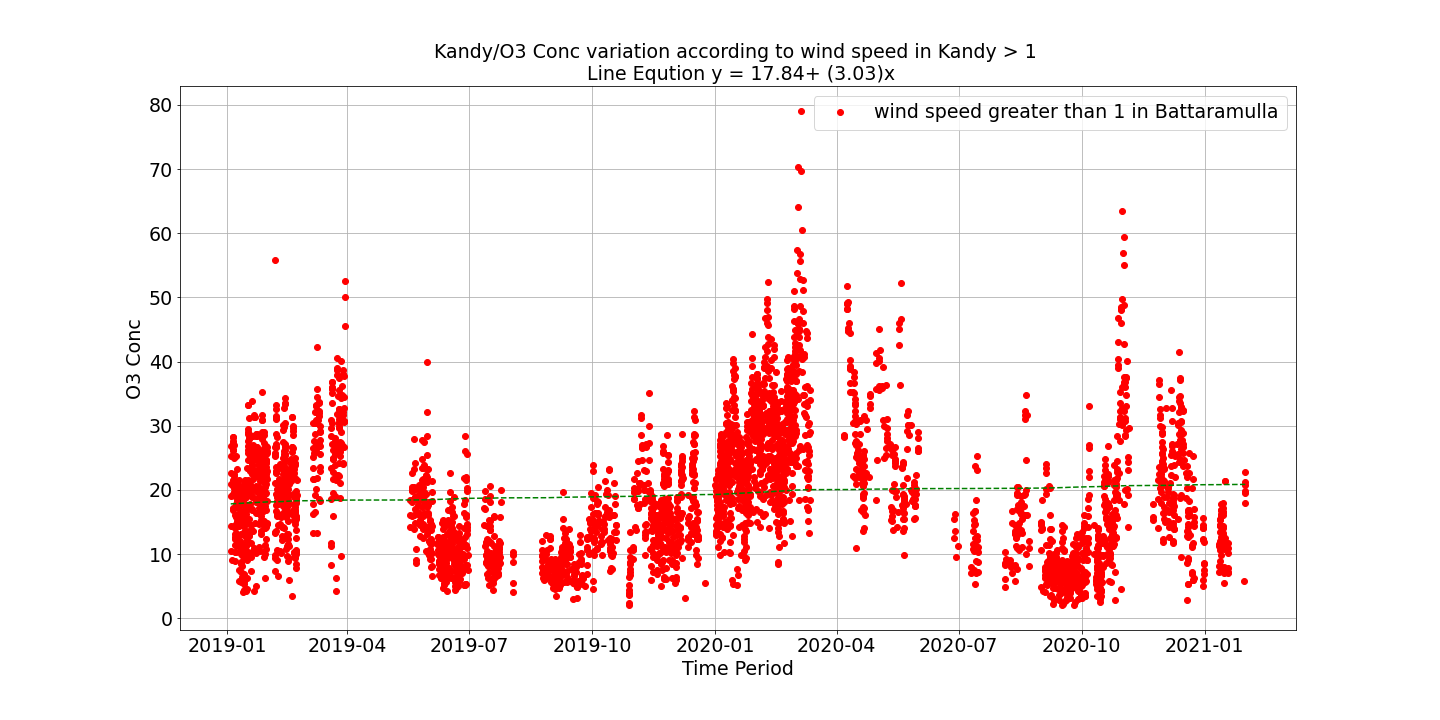 Kandy/O3 Conc variation according to wind speed in Kandy > 1
Line Eqution y = 17.84+ (3.03)x
wind speed greater than 1 in Battaramulla
80
70
60
50
40
30
20
10
0
O3 Conc
2019-01 2019-04 2019-07 2019-10 2020-01 2020-04 2020-07 2020-10 2021-01
Time Period